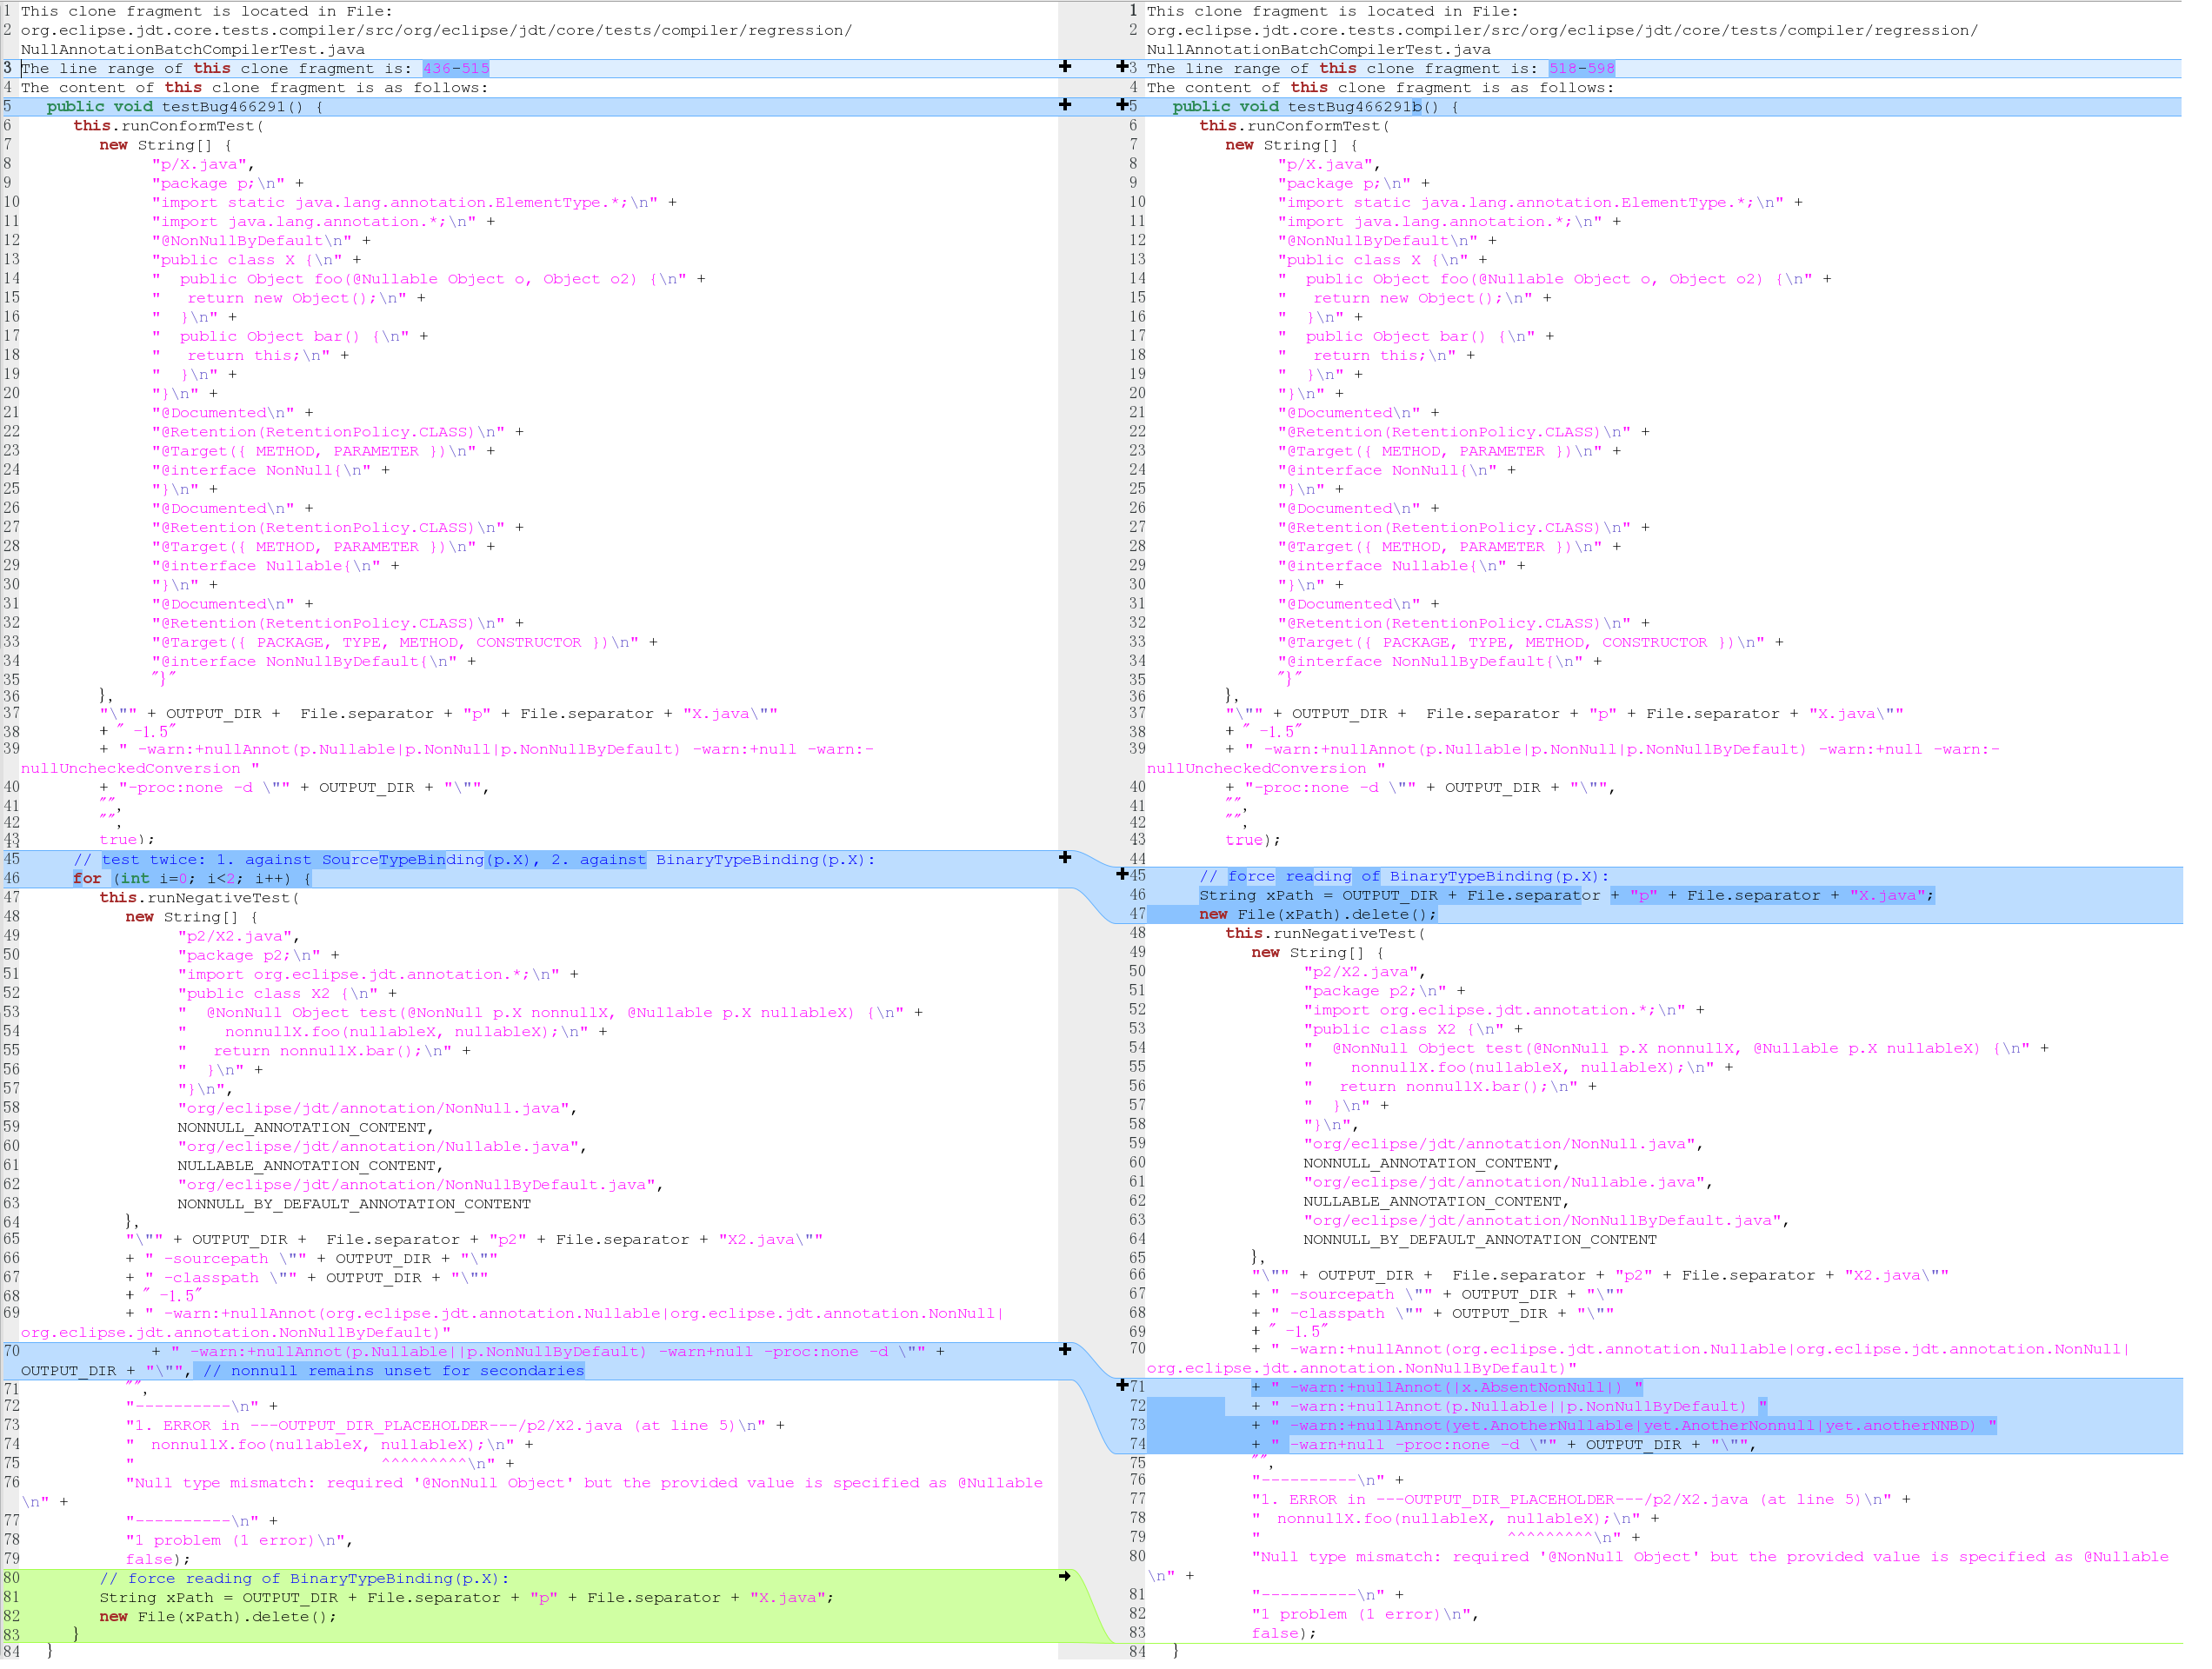 1 This clone fragment is located in File:
2 org.eclipse.jdt.core.tests.compiler/src/org/eclipse/jdt/core/tests/compiler/regression/
NullAnnotationBatchCompilerTest.java
3 The line range of this clone fragment is: 436-515
4 The content of this clone fragment is as follows:
5 public void testBug466291() {
6 this.runConformTest(
7 new String[] {
8 "p/X.java",
9 "package p;\n" +
10 "import static java.lang.annotation.ElementType.*;\n" +
11 "import java.lang.annotation.*;\n" +
12 "@NonNullByDefault\n" +
13 "public class X {\n" +
14 "  public Object foo(@Nullable Object o, Object o2) {\n" +
15 "   return new Object();\n" +
16 "  }\n" +
17 "  public Object bar() {\n" +
18 "   return this;\n" +
19 "  }\n" +
20 "}\n" +
21 "@Documented\n" +
22 "@Retention(RetentionPolicy.CLASS)\n" +
23 "@Target({ METHOD, PARAMETER })\n" +
24 "@interface NonNull{\n" +
25 "}\n" +
26 "@Documented\n" +
27 "@Retention(RetentionPolicy.CLASS)\n" +
28 "@Target({ METHOD, PARAMETER })\n" +
29 "@interface Nullable{\n" +
30 "}\n" +
31 "@Documented\n" +
32 "@Retention(RetentionPolicy.CLASS)\n" +
33 "@Target({ PACKAGE, TYPE, METHOD, CONSTRUCTOR })\n" +
34 "@interface NonNullByDefault{\n" +
35 "}"
36 },
37 "\"" + OUTPUT_DIR +  File.separator + "p" + File.separator + "X.java\""
38 + " -1.5"
39 + " -warn:+nullAnnot(p.Nullable|p.NonNull|p.NonNullByDefault) -warn:+null -warn:-
nullUncheckedConversion "
40 + "-proc:none -d \"" + OUTPUT_DIR + "\"",
41 "",
42 "",
43 true);
45 // test twice: 1. against SourceTypeBinding(p.X), 2. against BinaryTypeBinding(p.X):
46 for (int i=0; i<2; i++) {
47 this.runNegativeTest(
48 new String[] {
49 "p2/X2.java",
50 "package p2;\n" +
51 "import org.eclipse.jdt.annotation.*;\n" +
52 "public class X2 {\n" +
53 "  @NonNull Object test(@NonNull p.X nonnullX, @Nullable p.X nullableX) {\n" +
54 "    nonnullX.foo(nullableX, nullableX);\n" +
55 "   return nonnullX.bar();\n" +
56 "  }\n" +
57 "}\n",
58 "org/eclipse/jdt/annotation/NonNull.java",
59 NONNULL_ANNOTATION_CONTENT,
60 "org/eclipse/jdt/annotation/Nullable.java",
61 NULLABLE_ANNOTATION_CONTENT,
62 "org/eclipse/jdt/annotation/NonNullByDefault.java",
63 NONNULL_BY_DEFAULT_ANNOTATION_CONTENT
64 },
65 "\"" + OUTPUT_DIR +  File.separator + "p2" + File.separator + "X2.java\""
66 + " -sourcepath \"" + OUTPUT_DIR + "\""
67 + " -classpath \"" + OUTPUT_DIR + "\""
68 + " -1.5"
69 + " -warn:+nullAnnot(org.eclipse.jdt.annotation.Nullable|org.eclipse.jdt.annotation.NonNull|
org.eclipse.jdt.annotation.NonNullByDefault)"
70 + " -warn:+nullAnnot(p.Nullable||p.NonNullByDefault) -warn+null -proc:none -d \"" +
OUTPUT_DIR + "\"", // nonnull remains unset for secondaries
71 "",
72 "----------\n" +
73 "1. ERROR in ---OUTPUT_DIR_PLACEHOLDER---/p2/X2.java (at line 5)\n" +
74 "  nonnullX.foo(nullableX, nullableX);\n" +
75 "                          ^^^^^^^^^\n" +
76 "Null type mismatch: required '@NonNull Object' but the provided value is specified as @Nullable
\n" +
77 "----------\n" +
78 "1 problem (1 error)\n",
79 false);
80 // force reading of BinaryTypeBinding(p.X):
81 String xPath = OUTPUT_DIR + File.separator + "p" + File.separator + "X.java";
82 new File(xPath).delete();
83 }
84 }
1 This clone fragment is located in File:
2 org.eclipse.jdt.core.tests.compiler/src/org/eclipse/jdt/core/tests/compiler/regression/
NullAnnotationBatchCompilerTest.java
3 The line range of this clone fragment is: 518-598
4 The content of this clone fragment is as follows:
5 public void testBug466291b() {
6 this.runConformTest(
7 new String[] {
8 "p/X.java",
9 "package p;\n" +
10 "import static java.lang.annotation.ElementType.*;\n" +
11 "import java.lang.annotation.*;\n" +
12 "@NonNullByDefault\n" +
13 "public class X {\n" +
14 "  public Object foo(@Nullable Object o, Object o2) {\n" +
15 "   return new Object();\n" +
16 "  }\n" +
17 "  public Object bar() {\n" +
18 "   return this;\n" +
19 "  }\n" +
20 "}\n" +
21 "@Documented\n" +
22 "@Retention(RetentionPolicy.CLASS)\n" +
23 "@Target({ METHOD, PARAMETER })\n" +
24 "@interface NonNull{\n" +
25 "}\n" +
26 "@Documented\n" +
27 "@Retention(RetentionPolicy.CLASS)\n" +
28 "@Target({ METHOD, PARAMETER })\n" +
29 "@interface Nullable{\n" +
30 "}\n" +
31 "@Documented\n" +
32 "@Retention(RetentionPolicy.CLASS)\n" +
33 "@Target({ PACKAGE, TYPE, METHOD, CONSTRUCTOR })\n" +
34 "@interface NonNullByDefault{\n" +
35 "}"
36 },
37 "\"" + OUTPUT_DIR +  File.separator + "p" + File.separator + "X.java\""
38 + " -1.5"
39 + " -warn:+nullAnnot(p.Nullable|p.NonNull|p.NonNullByDefault) -warn:+null -warn:-
nullUncheckedConversion "
40 + "-proc:none -d \"" + OUTPUT_DIR + "\"",
41 "",
42 "",
43 true);
44
45 // force reading of BinaryTypeBinding(p.X):
46 String xPath = OUTPUT_DIR + File.separator + "p" + File.separator + "X.java";
47 new File(xPath).delete();
48 this.runNegativeTest(
49 new String[] {
50 "p2/X2.java",
51 "package p2;\n" +
52 "import org.eclipse.jdt.annotation.*;\n" +
53 "public class X2 {\n" +
54 "  @NonNull Object test(@NonNull p.X nonnullX, @Nullable p.X nullableX) {\n" +
55 "    nonnullX.foo(nullableX, nullableX);\n" +
56 "   return nonnullX.bar();\n" +
57 "  }\n" +
58 "}\n",
59 "org/eclipse/jdt/annotation/NonNull.java",
60 NONNULL_ANNOTATION_CONTENT,
61 "org/eclipse/jdt/annotation/Nullable.java",
62 NULLABLE_ANNOTATION_CONTENT,
63 "org/eclipse/jdt/annotation/NonNullByDefault.java",
64 NONNULL_BY_DEFAULT_ANNOTATION_CONTENT
65 },
66 "\"" + OUTPUT_DIR +  File.separator + "p2" + File.separator + "X2.java\""
67 + " -sourcepath \"" + OUTPUT_DIR + "\""
68 + " -classpath \"" + OUTPUT_DIR + "\""
69 + " -1.5"
70 + " -warn:+nullAnnot(org.eclipse.jdt.annotation.Nullable|org.eclipse.jdt.annotation.NonNull|
org.eclipse.jdt.annotation.NonNullByDefault)"
71 + " -warn:+nullAnnot(|x.AbsentNonNull|) "
72 + " -warn:+nullAnnot(p.Nullable||p.NonNullByDefault) "
73 + " -warn:+nullAnnot(yet.AnotherNullable|yet.AnotherNonnull|yet.anotherNNBD) "
74 + " -warn+null -proc:none -d \"" + OUTPUT_DIR + "\"",
75 "",
76 "----------\n" +
77 "1. ERROR in ---OUTPUT_DIR_PLACEHOLDER---/p2/X2.java (at line 5)\n" +
78 "  nonnullX.foo(nullableX, nullableX);\n" +
79 "                          ^^^^^^^^^\n" +
80 "Null type mismatch: required '@NonNull Object' but the provided value is specified as @Nullable
\n" +
81 "----------\n" +
82 "1 problem (1 error)\n",
83 false);
84 }